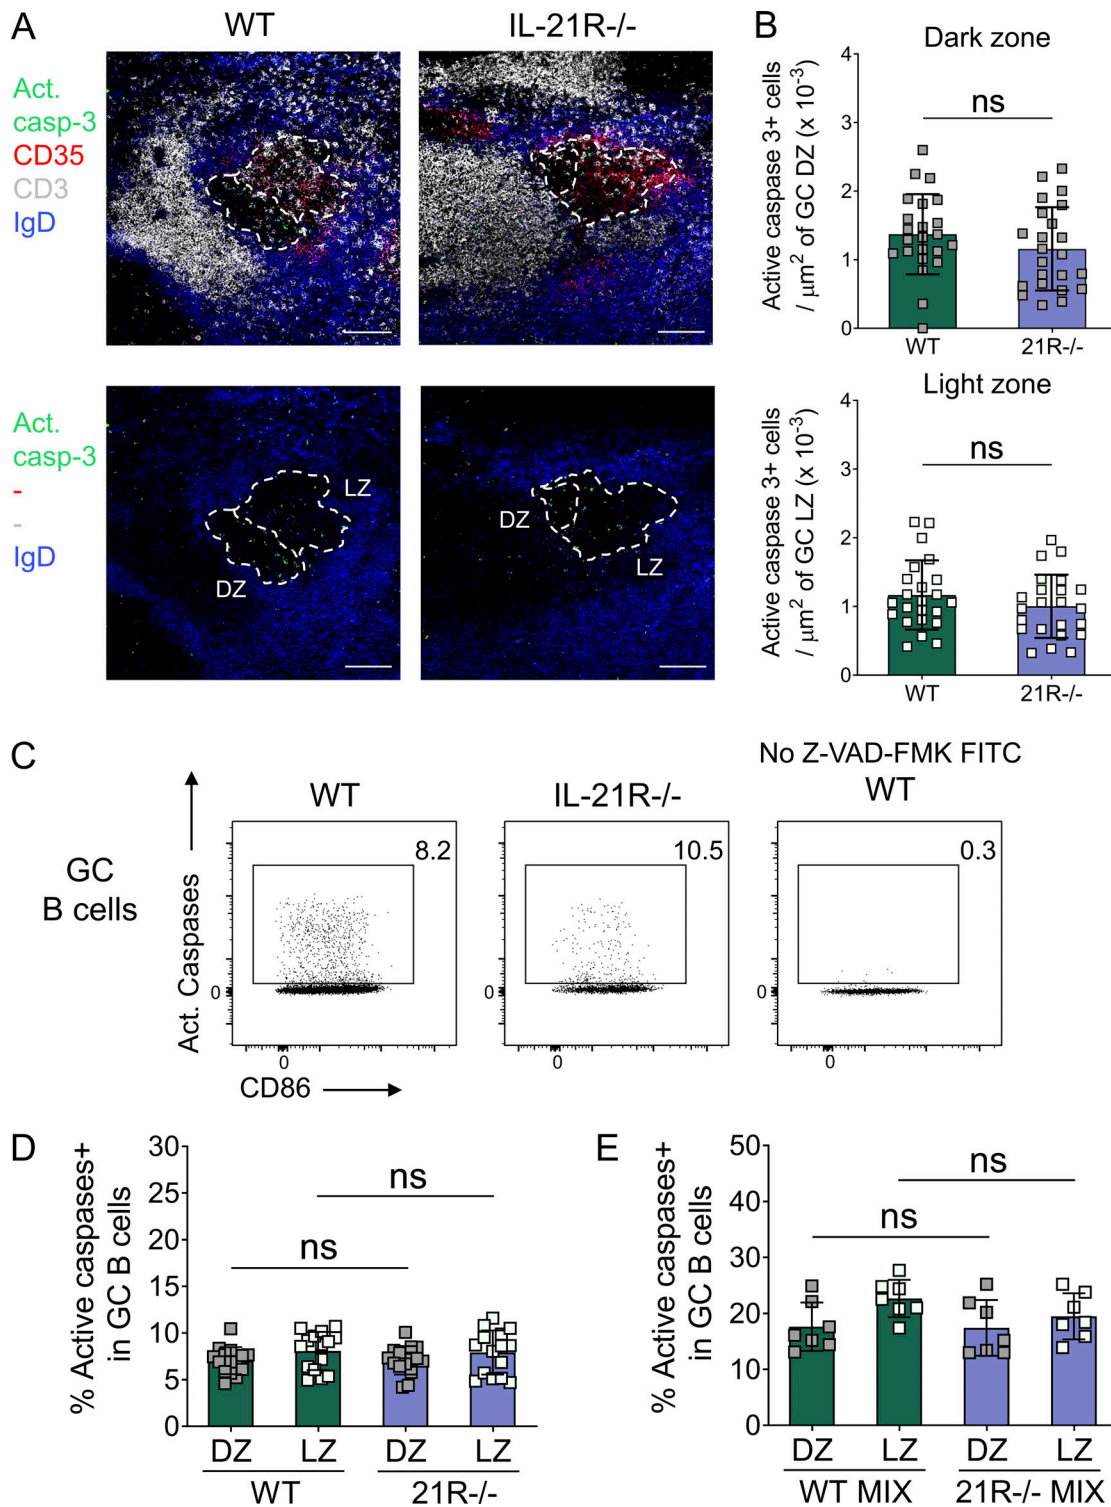 A
WT
IL-21R-/-
Act.
casp-3
CD35
CD3
IgD
Act.
casp-3
-
-
IgD
LZ
DZ
DZ
LZ
B
Dark zone
Active caspase 3+ cells
/ μm² of GC DZ (x 10⁻³)
4
3
2
1
0
ns
WT
21R-/-
Light zone
Active caspase 3+ cells
/ μm² of GC LZ (x 10⁻³)
4
3
2
1
0
ns
WT
21R-/-
C
No Z-VAD-FMK FITC
WT
IL-21R-/-
WT
GC
B cells
Act. Caspases
8.2
10.5
0.3
0
0
0
0
0
0
CD86
D
% Active caspases+
in GC B cells
30
25
20
15
10
5
0
ns
ns
DZ
LZ
DZ
LZ
WT
21R-/-
E
% Active caspases+
in GC B cells
50
40
30
20
10
0
ns
ns
DZ
LZ
DZ
LZ
WT MIX
21R-/- MIX